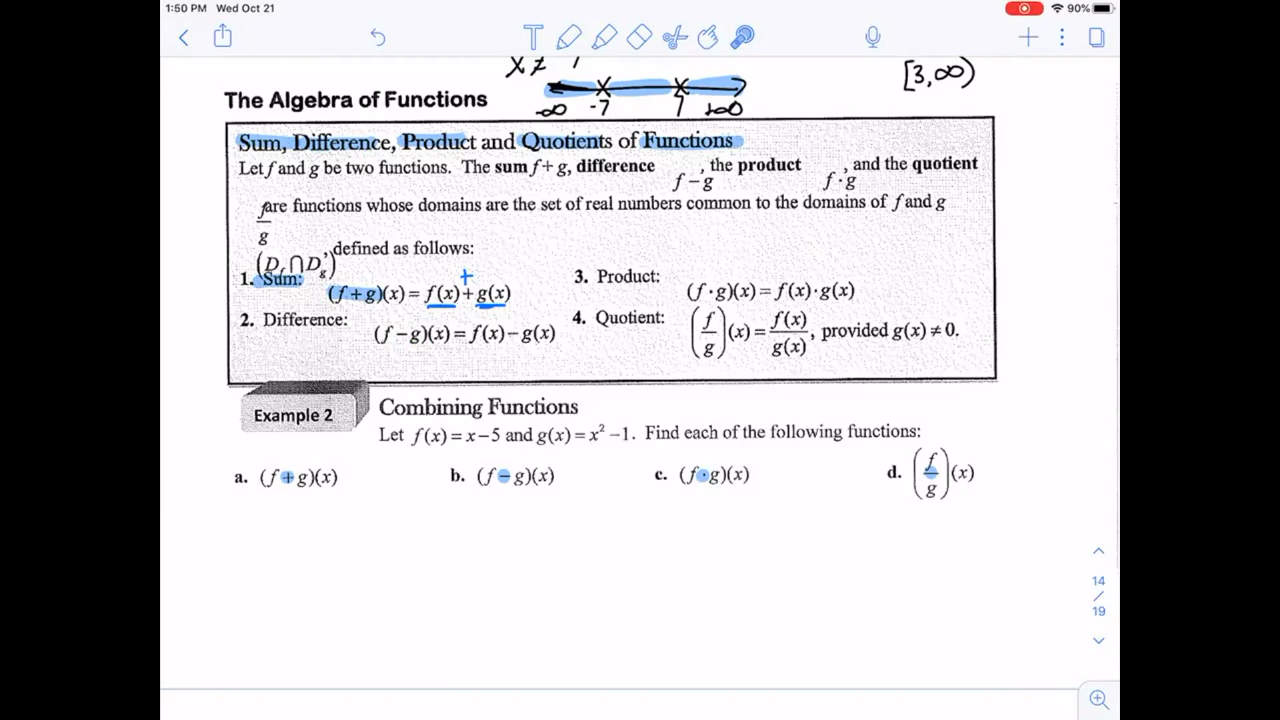 1:50 PM Wed Oct 21
90%
X ≠
[3,∞)
-∞ -7 7 +∞
The Algebra of Functions
Sum, Difference, Product and Quotients of Functions
Let f and g be two functions. The sum f+g, difference f−g, the product f·g, and the quotient
f/g are functions whose domains are the set of real numbers common to the domains of f and g
(D_f ∩ D_g), defined as follows:
1. Sum: (f+g)(x)=f(x)+g(x)
+
2. Difference: (f−g)(x)=f(x)−g(x)
3. Product: (f·g)(x)=f(x)·g(x)
4. Quotient: (f/g)(x)=f(x)/g(x), provided g(x)≠0.
Example 2 Combining Functions
Let f(x)=x−5 and g(x)=x²−1. Find each of the following functions:
a. (f+g)(x) b. (f−g)(x) c. (f·g)(x) d. (f/g)(x)
14
/
19